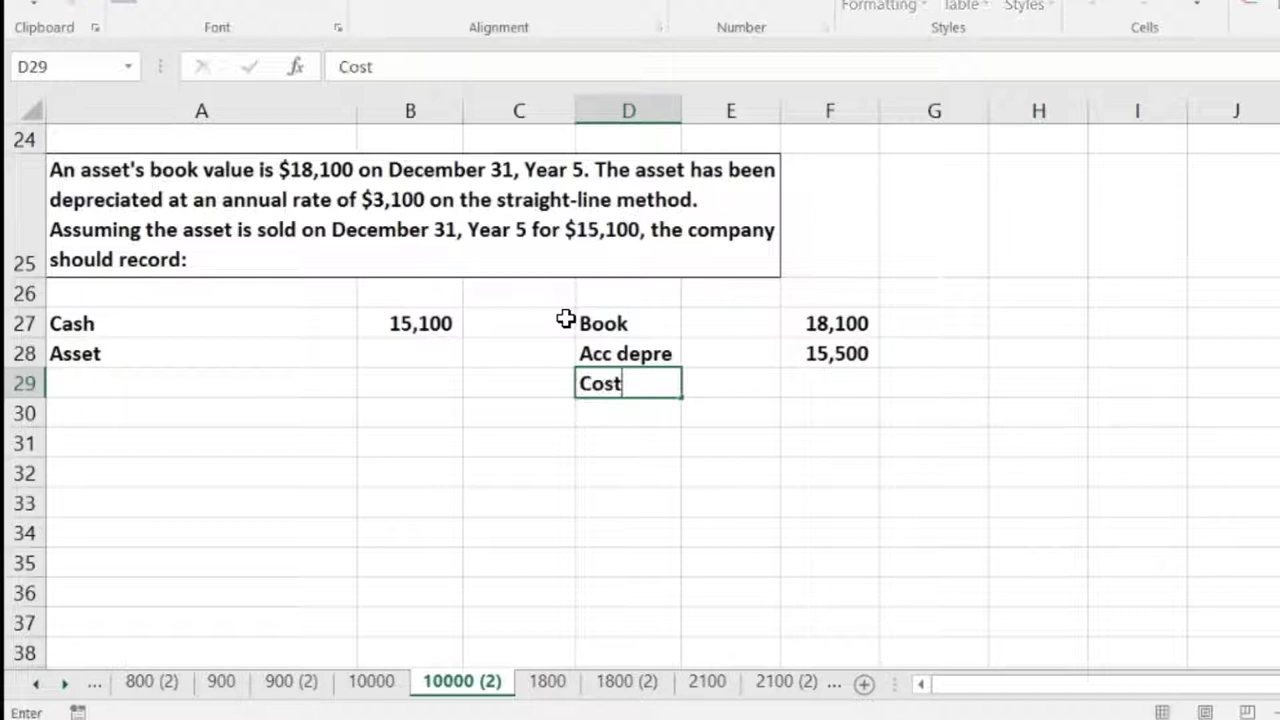 Formatting Table Styles
Clipboard Font Alignment Number Styles Cells
D29 fx Cost
A B C D E F G H I J
24
An asset's book value is $18,100 on December 31, Year 5. The asset has been
depreciated at an annual rate of $3,100 on the straight-line method.
Assuming the asset is sold on December 31, Year 5 for $15,100, the company
25 should record:
26
27 Cash 15,100 Book 18,100
28 Asset Acc depre 15,500
29 Cost
30
31
32
33
34
35
36
37
38
... 800 (2) 900 900 (2) 10000 10000 (2) 1800 1800 (2) 2100 2100 (2) ...
Enter